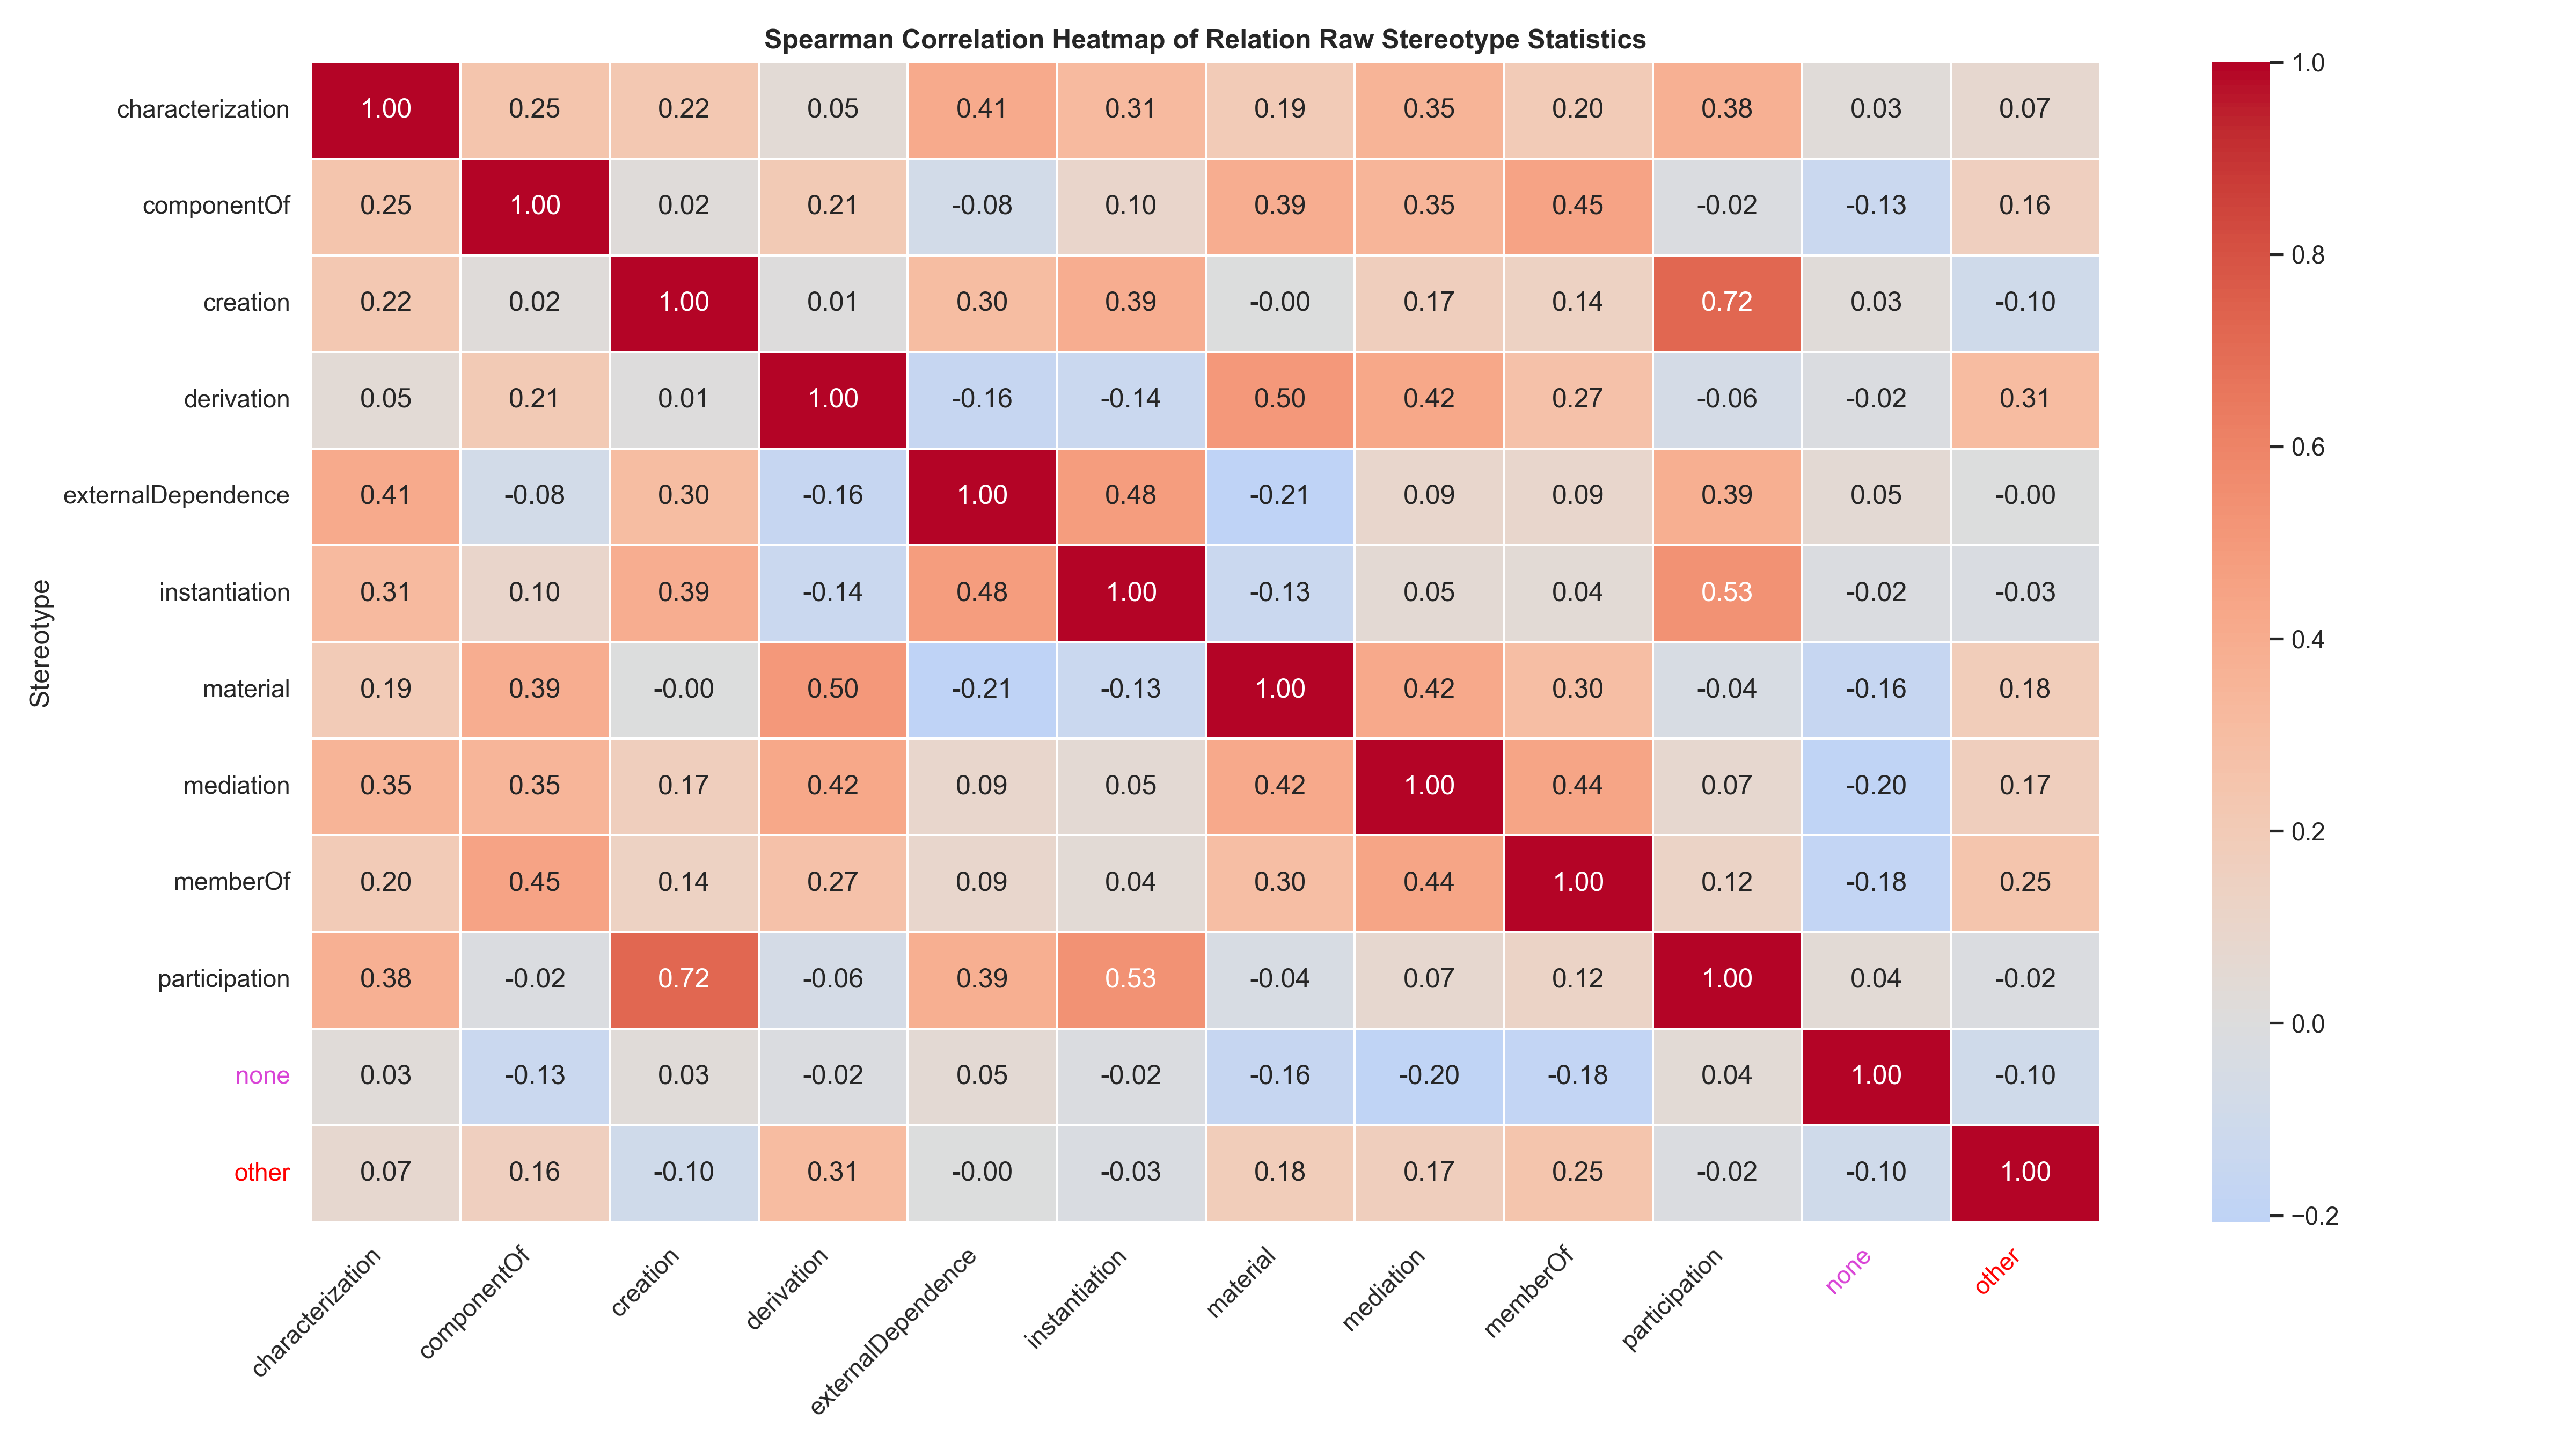 Spearman Correlation Heatmap of Relation Raw Stereotype Statistics
Stereotype
characterization 1.00 0.25 0.22 0.05 0.41 0.31 0.19 0.35 0.20 0.38 0.03 0.07
componentOf 0.25 1.00 0.02 0.21 -0.08 0.10 0.39 0.35 0.45 -0.02 -0.13 0.16
creation 0.22 0.02 1.00 0.01 0.30 0.39 -0.00 0.17 0.14 0.72 0.03 -0.10
derivation 0.05 0.21 0.01 1.00 -0.16 -0.14 0.50 0.42 0.27 -0.06 -0.02 0.31
externalDependence 0.41 -0.08 0.30 -0.16 1.00 0.48 -0.21 0.09 0.09 0.39 0.05 -0.00
instantiation 0.31 0.10 0.39 -0.14 0.48 1.00 -0.13 0.05 0.04 0.53 -0.02 -0.03
material 0.19 0.39 -0.00 0.50 -0.21 -0.13 1.00 0.42 0.30 -0.04 -0.16 0.18
mediation 0.35 0.35 0.17 0.42 0.09 0.05 0.42 1.00 0.44 0.07 -0.20 0.17
memberOf 0.20 0.45 0.14 0.27 0.09 0.04 0.30 0.44 1.00 0.12 -0.18 0.25
participation 0.38 -0.02 0.72 -0.06 0.39 0.53 -0.04 0.07 0.12 1.00 0.04 -0.02
none 0.03 -0.13 0.03 -0.02 0.05 -0.02 -0.16 -0.20 -0.18 0.04 1.00 -0.10
other 0.07 0.16 -0.10 0.31 -0.00 -0.03 0.18 0.17 0.25 -0.02 -0.10 1.00
characterization componentOf creation derivation externalDependence instantiation material mediation memberOf participation none other
1.0
0.8
0.6
0.4
0.2
0.0
−0.2